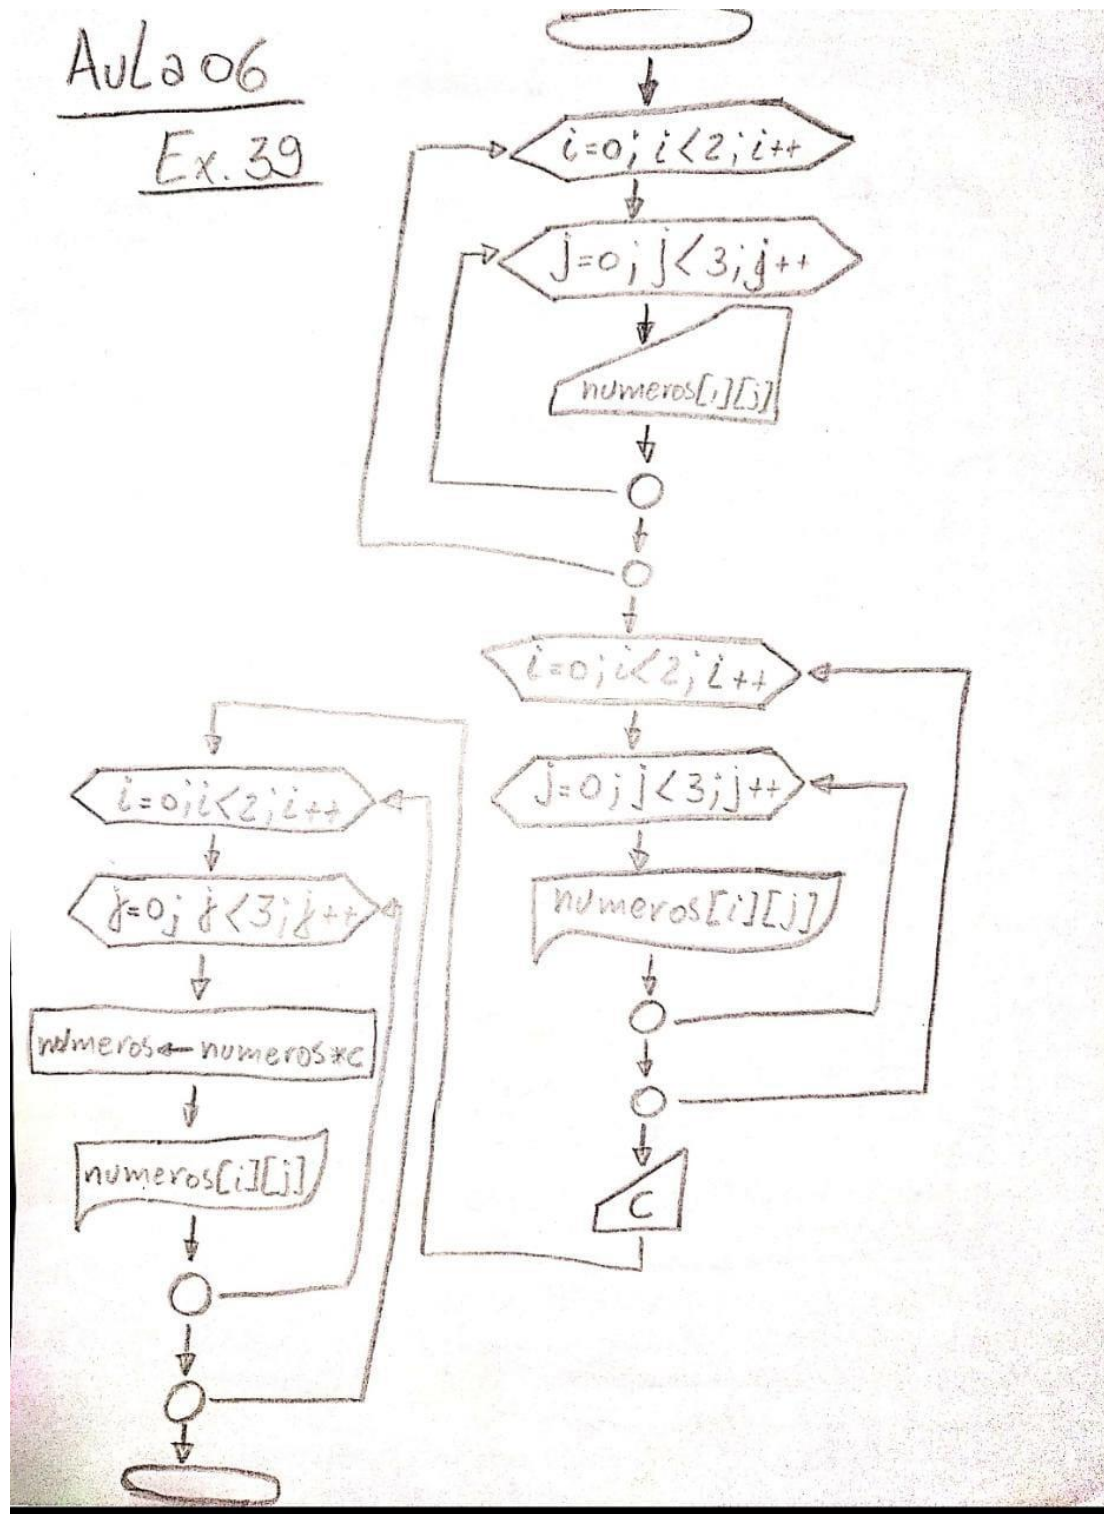 Aula 06
Ex. 39
i=0; i<2; i++
j=0; j<3; j++
numeros[i][j]
i=0; i<2; i++
j=0; j<3; j++
numeros[i][j]
C
i=0; i<2; i++
j=0; j<3; j++
numeros←numeros*c
numeros[i][j]